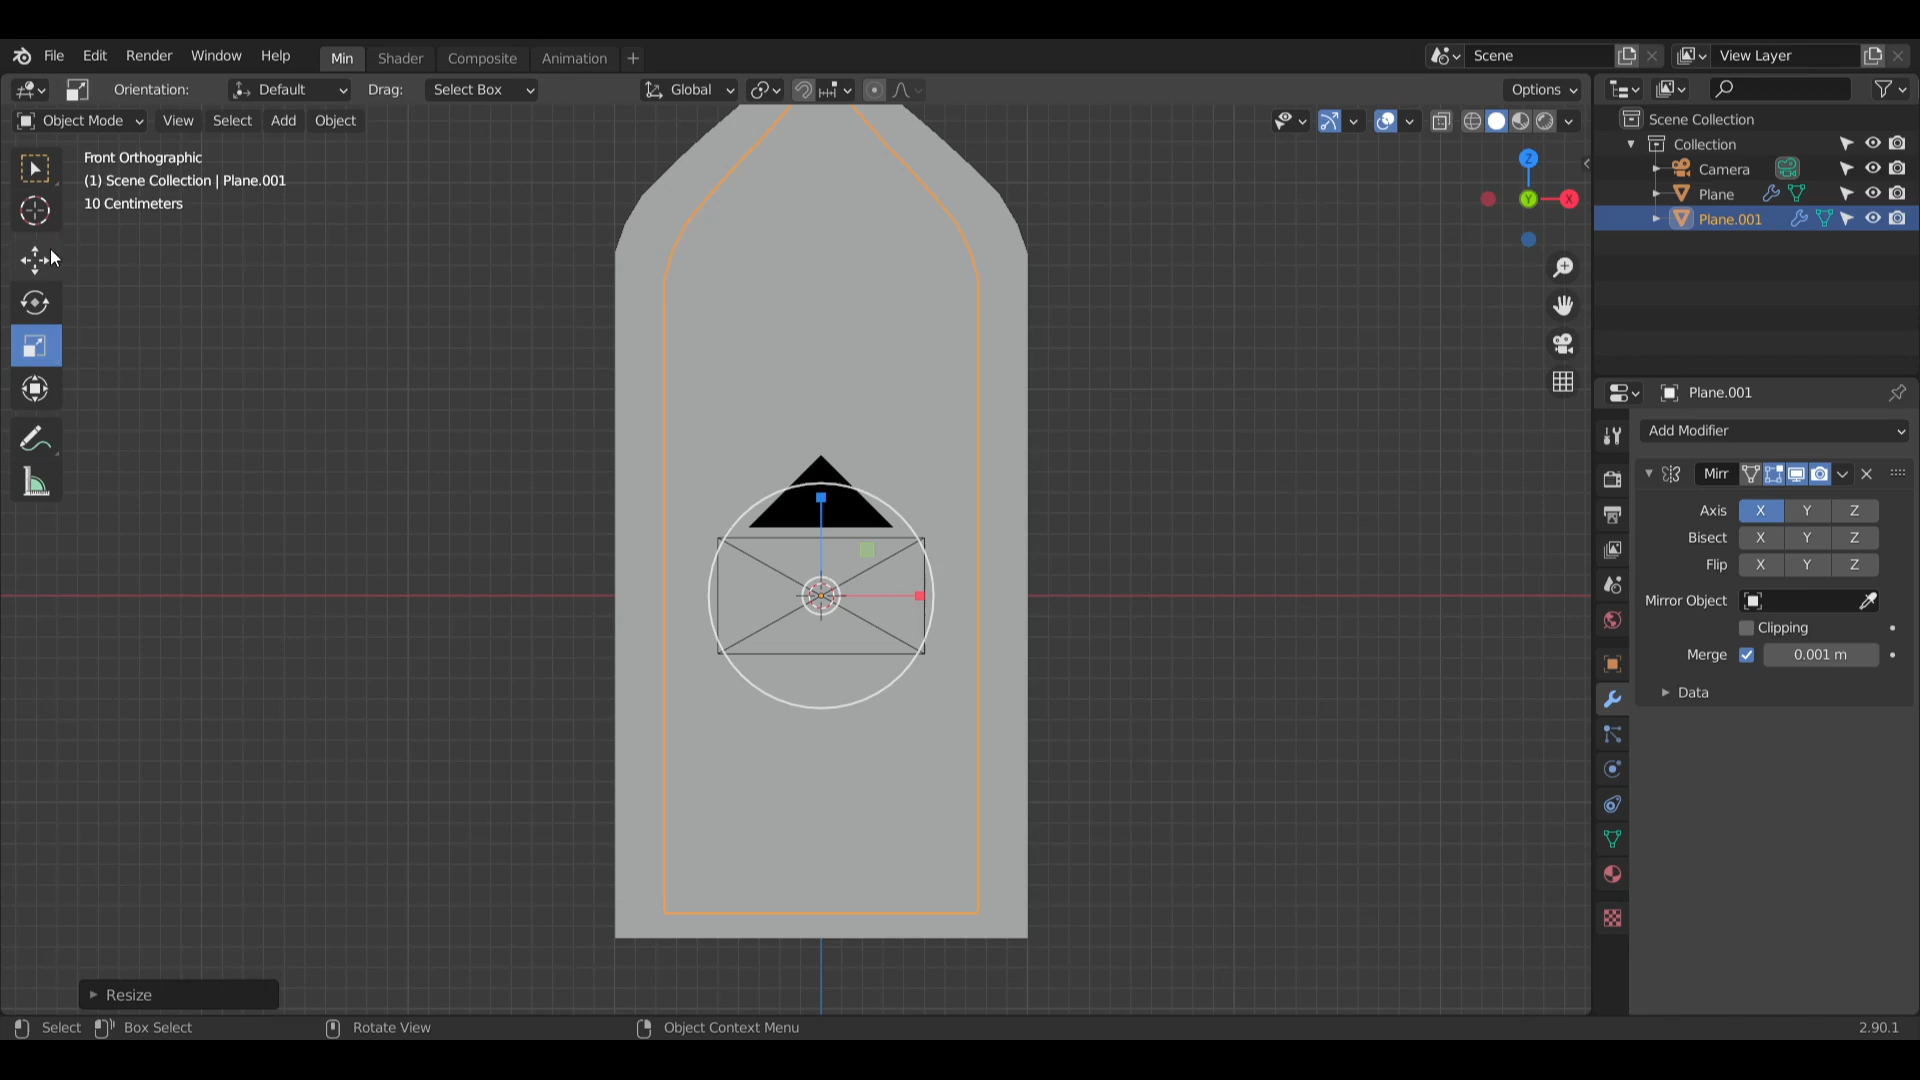 File Edit Render Window Help Min Shader Composite Animation + Scene View Layer
Orientation: Default Drag: Select Box Global Options
Object Mode View Select Add Object
Front Orthographic
(1) Scene Collection | Plane.001
10 Centimeters
Z
Y
X
Scene Collection
Collection
Camera
Plane
Plane.001
Plane.001
Add Modifier
Mirr
Axis X Y Z
Bisect X Y Z
Flip X Y Z
Mirror Object
Clipping
Merge 0.001 m
Data
Resize
Select Box Select Rotate View Object Context Menu 2.90.1